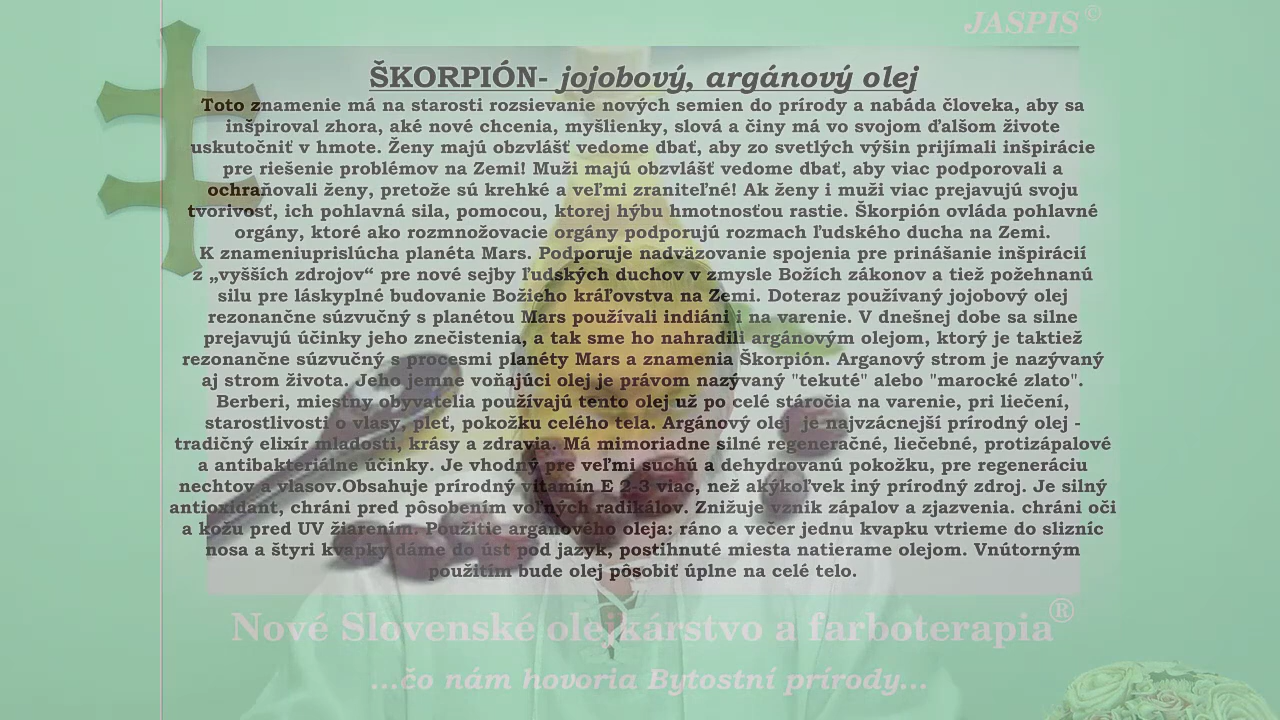 JASPIS©
ŠKORPIÓN- jojobový, argánový olej
Toto znamenie má na starosti rozsievanie nových semien do prírody a nabáda človeka, aby sa
inšpiroval zhora, aké nové chcenia, myšlienky, slová a činy má vo svojom ďalšom živote
uskutočniť v hmote. Ženy majú obzvlášť vedome dbať, aby zo svetlých výšin prijímali inšpirácie
pre riešenie problémov na Zemi! Muži majú obzvlášť vedome dbať, aby viac podporovali a
ochraňovali ženy, pretože sú krehké a veľmi zraniteľné! Ak ženy i muži viac prejavujú svoju
tvorivosť, ich pohlavná sila, pomocou, ktorej hýbu hmotnosťou rastie. Škorpión ovláda pohlavné
orgány, ktoré ako rozmnožovacie orgány podporujú rozmach ľudského ducha na Zemi.
K znameniuprislúcha planéta Mars. Podporuje nadväzovanie spojenia pre prinášanie inšpirácií
z „vyšších zdrojov“ pre nové sejby ľudských duchov v zmysle Božích zákonov a tiež požehnanú
silu pre láskyplné budovanie Božieho kráľovstva na Zemi. Doteraz používaný jojobový olej
rezonančne súzvučný s planétou Mars používali indiáni i na varenie. V dnešnej dobe sa silne
prejavujú účinky jeho znečistenia, a tak sme ho nahradili argánovým olejom, ktorý je taktiež
rezonančne súzvučný s procesmi planéty Mars a znamenia Škorpión. Arganový strom je nazývaný
aj strom života. Jeho jemne voňajúci olej je právom nazývaný "tekuté" alebo "marocké zlato".
Berberi, miestny obyvatelia používajú tento olej už po celé stáročia na varenie, pri liečení,
starostlivosti o vlasy, pleť, pokožku celého tela. Argánový olej  je najvzácnejší prírodný olej -
tradičný elixír mladosti, krásy a zdravia. Má mimoriadne silné regeneračné, liečebné, protizápalové
a antibakteriálne účinky. Je vhodný pre veľmi suchú a dehydrovanú pokožku, pre regeneráciu
nechtov a vlasov.Obsahuje prírodný vitamín E 2-3 viac, než akýkoľvek iný prírodný zdroj. Je silný
antioxidant, chráni pred pôsobením voľných radikálov. Znižuje vznik zápalov a zjazvenia. chráni oči
a kožu pred UV žiarením. Použitie argánového oleja: ráno a večer jednu kvapku vtrieme do slizníc
nosa a štyri kvapky dáme do úst pod jazyk, postihnuté miesta natierame olejom. Vnútorným
použitím bude olej pôsobiť úplne na celé telo.
Nové Slovenské olejkárstvo a farboterapia®
...čo nám hovoria Bytostní prírody...